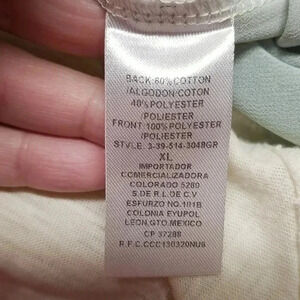 BACK:60%COTTON
/ALGODON:COTON
40%POLYESTER
/POLIESTER
FRONT:100%POLYESTER
/POLIESTER
STYLE: 3-39-514-3048GR
XL
IMPORTADOR
COMERCIALIZADORA
COLORADO 5280
S.DE R.L.DE C.V
ESFURZO NO.101B
COLONIA EYUPOL
LEON,GTO,MEXICO
CP 37288
R.F.C.CCC130320NU6